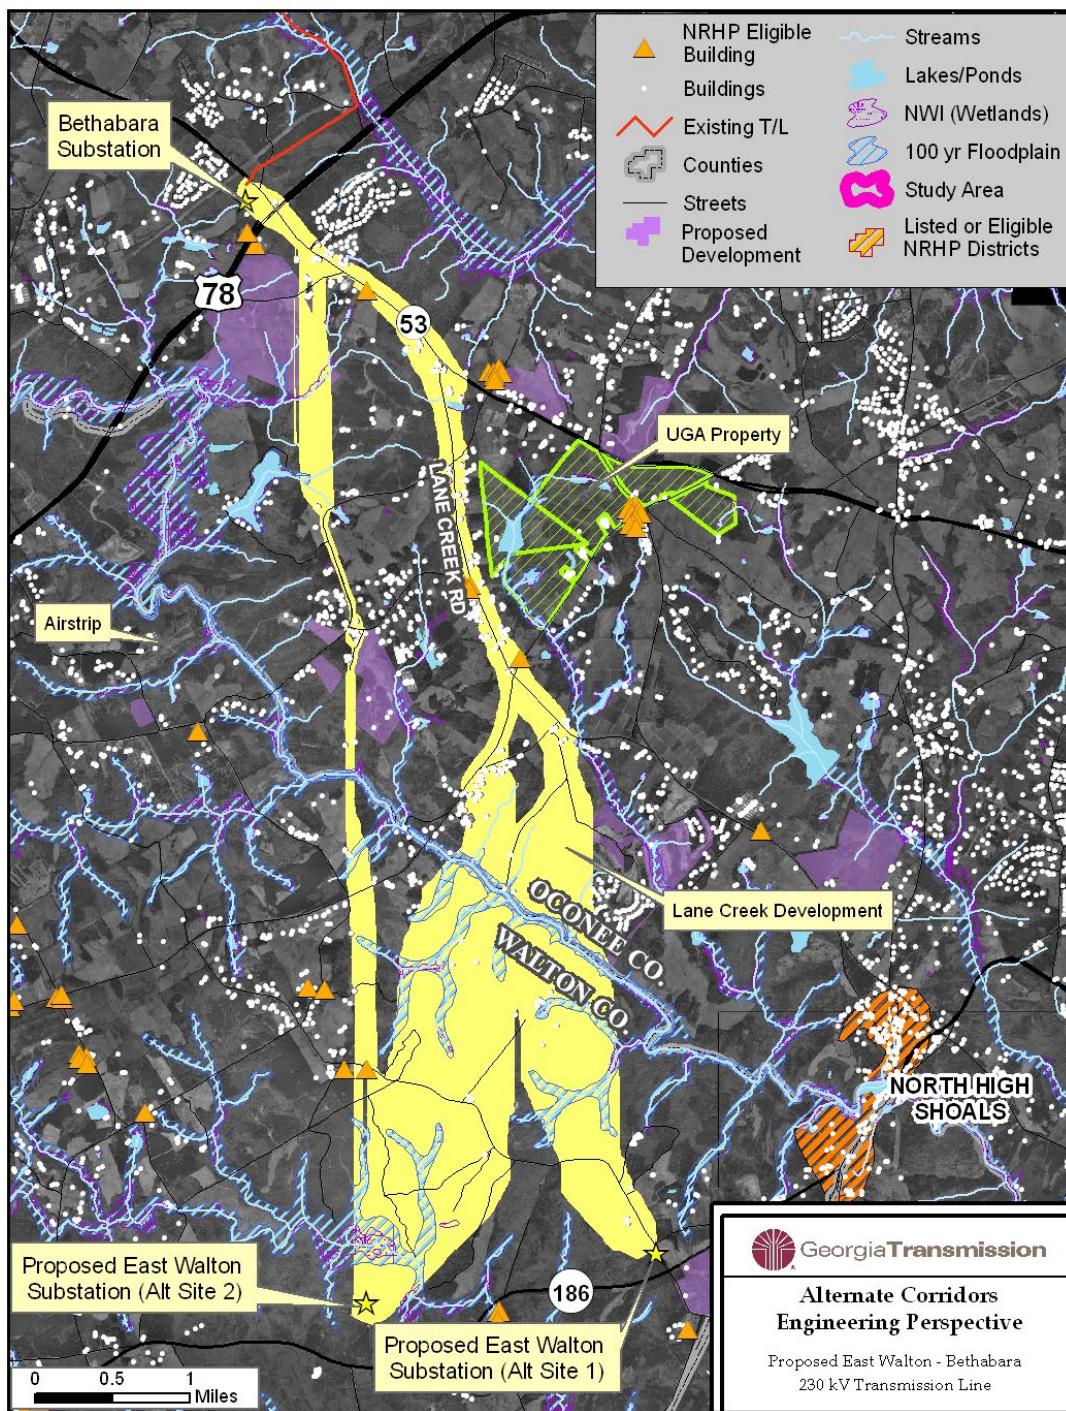 NRHP Eligible
Building
Buildings
Existing T/L
Counties
Streets
Proposed
Development
Streams
Lakes/Ponds
NWI (Wetlands)
100 yr Floodplain
Study Area
Listed or Eligible
NRHP Districts
Bethabara
Substation
78
53
UGA Property
LANE CREEK RD
Airstrip
Lane Creek Development
OCONEE CO.
WALTON CO.
NORTH HIGH
SHOALS
Proposed East Walton
Substation (Alt Site 2)
186
Proposed East Walton
Substation (Alt Site 1)
0 0.5 1
Miles
GeorgiaTransmission
Alternate Corridors
Engineering Perspective
Proposed East Walton - Bethabara
230 kV Transmission Line